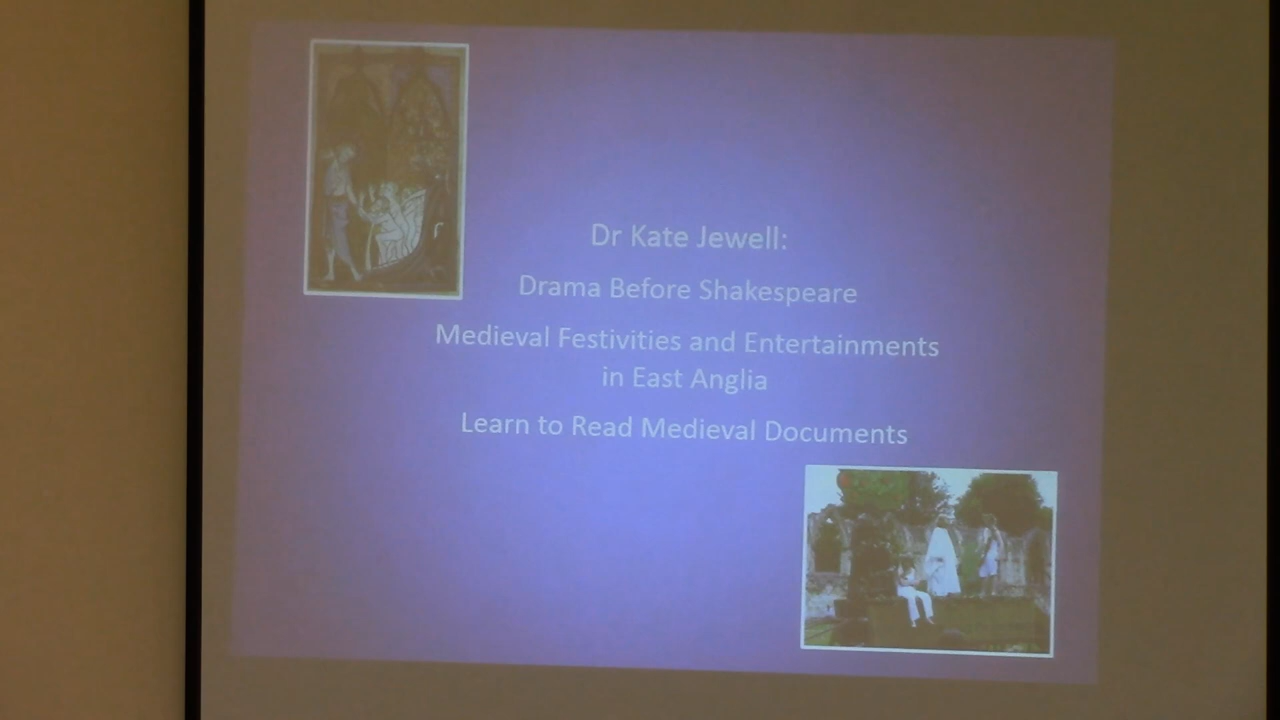 Dr Kate Jewell:
Drama Before Shakespeare
Medieval Festivities and Entertainments
in East Anglia
Learn to Read Medieval Documents